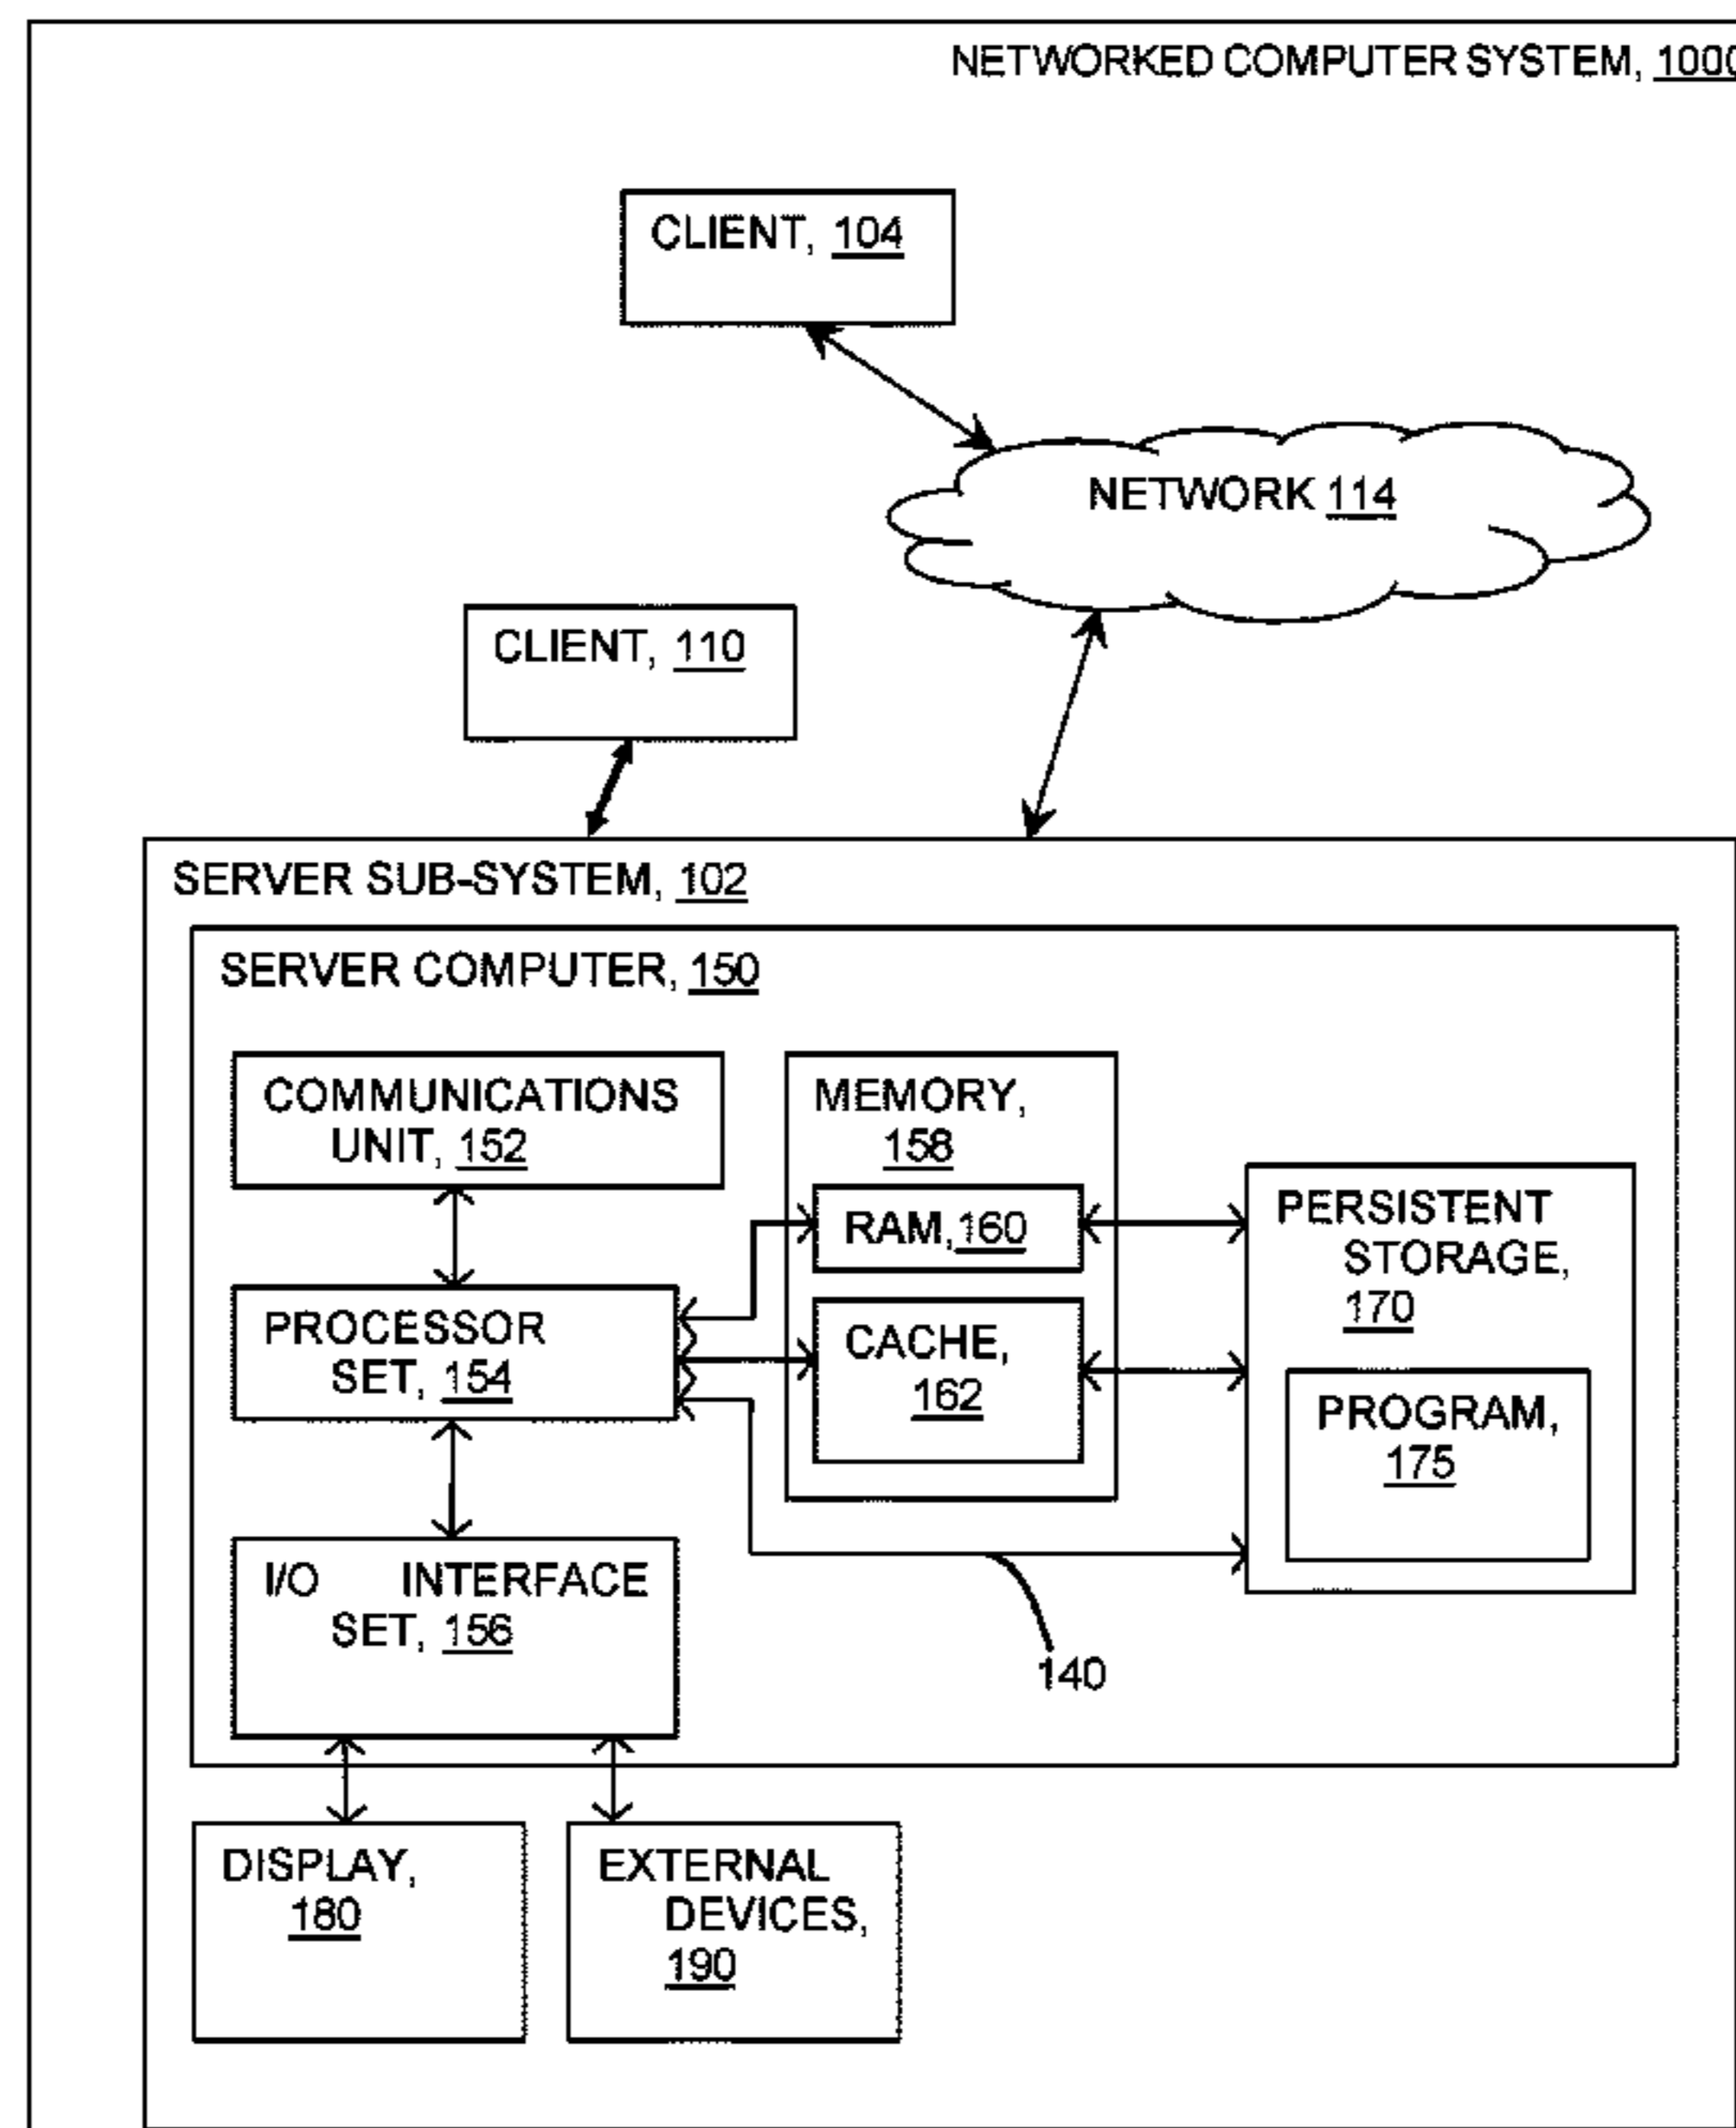 NETWORKED COMPUTER SYSTEM, 1000
CLIENT, 104
NETWORK 114
CLIENT, 110
SERVER SUB-SYSTEM, 102
SERVER COMPUTER, 150
COMMUNICATIONS
UNIT, 152
MEMORY,
158
RAM, 160
PERSISTENT
STORAGE,
170
PROCESSOR
SET, 154
CACHE,
162
PROGRAM,
175
I/O INTERFACE
SET, 156
140
DISPLAY,
180
EXTERNAL
DEVICES,
190